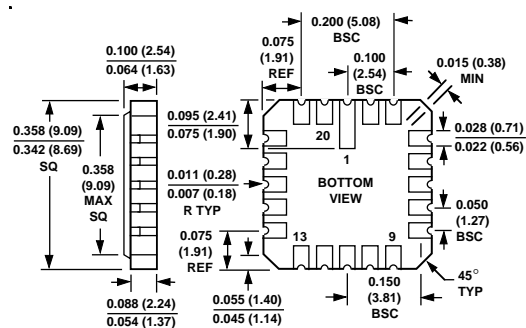 0.200 (5.08)
BSC
0.100 (2.54)
0.064 (1.63)
0.075
(1.91)
REF
0.100
(2.54)
BSC
0.015 (0.38)
MIN
0.095 (2.41)
0.075 (1.90)
0.358 (9.09)
0.342 (8.69)
SQ
0.358
(9.09)
MAX
SQ
20
1
0.028 (0.71)
0.022 (0.56)
0.011 (0.28)
0.007 (0.18)
R TYP
BOTTOM
VIEW
0.050
(1.27)
BSC
0.075
(1.91)
REF
13
9
0.088 (2.24)
0.054 (1.37)
0.055 (1.40)
0.045 (1.14)
0.150
(3.81)
BSC
45°
TYP